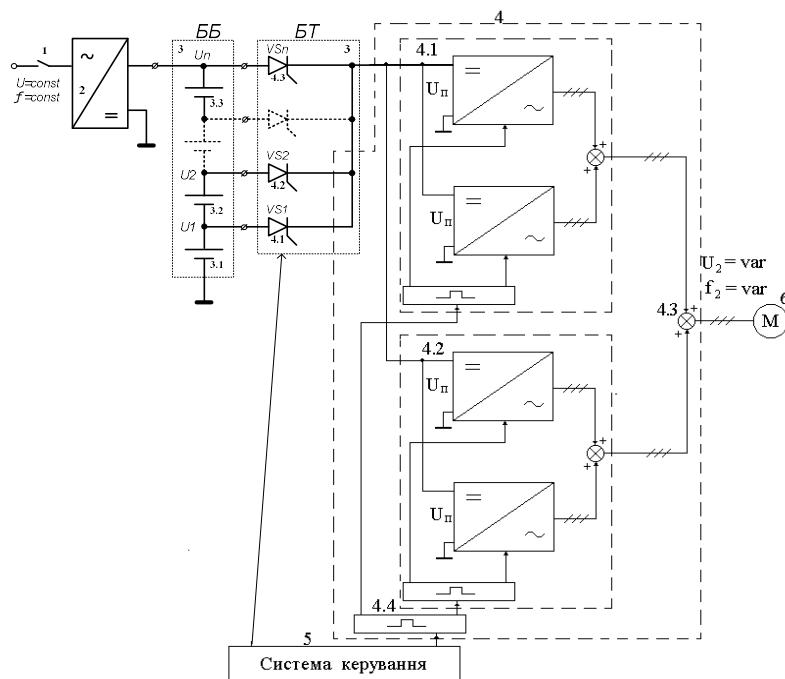 ББ
БТ
4
1
3
Un
VSn
3
4.1
~
2
=
U=const
f=const
3.3
4.3
Uп
=
~
+
+
U2
VS2
3.2
4.2
Uп
=
~
U1
VS1
3.1
4.1
U₂ = var
f₂ = var
4.3
+
+
6
M
4.2
Uп
=
~
+
+
Uп
=
~
4.4
5
Система керування